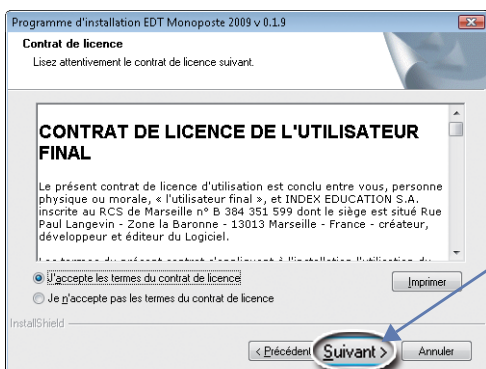 Programme d'installation EDT Monoposte 2009 v 0.1.9
Contrat de licence
Lisez attentivement le contrat de licence suivant.
CONTRAT DE LICENCE DE L'UTILISATEUR
FINAL
Le présent contrat de licence d'utilisation est conclu entre vous, personne
physique ou morale, « l'utilisateur final », et INDEX EDUCATION S.A.
inscrite au RCS de Marseille n° B 384 351 599 dont le siège est situé Rue
Paul Langevin - Zone la Baronne - 13013 Marseille - France - créateur,
développeur et éditeur du Logiciel.
J'accepte les termes du contrat de licence
Imprimer
Je n'accepte pas les termes du contrat de licence
InstallShield
< Précédent Suivant > Annuler